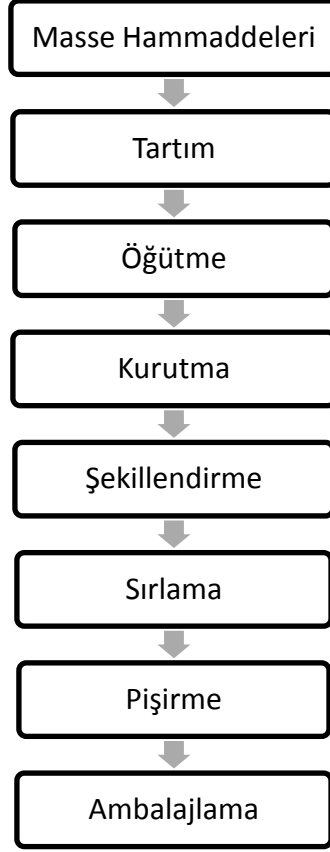 Masse Hammaddeleri
Tartım
Öğütme
Kurutma
Şekillendirme
Sırlama
Pişirme
Ambalajlama